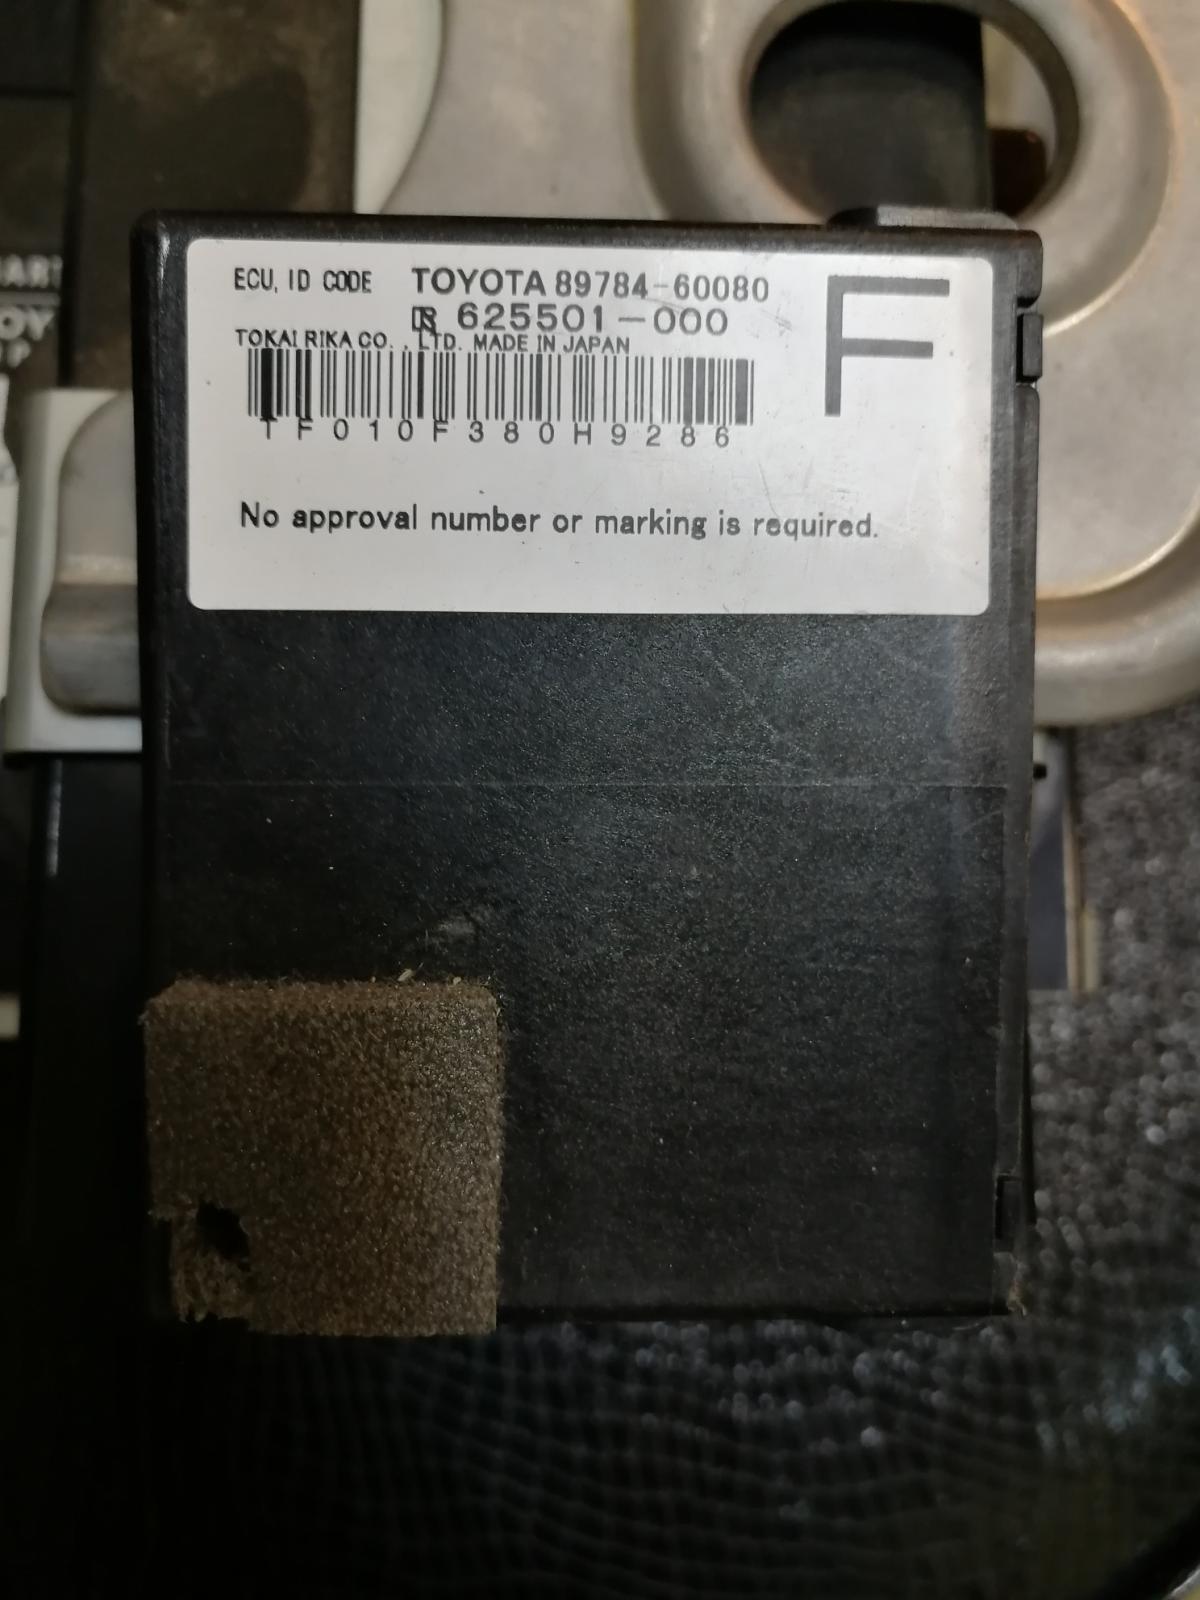 ECU, ID CODE TOYOTA 89784-60080
625501-000
TOKAI RIKA CO., LTD. MADE IN JAPAN
F
TF010F380H9286
No approval number or marking is required.